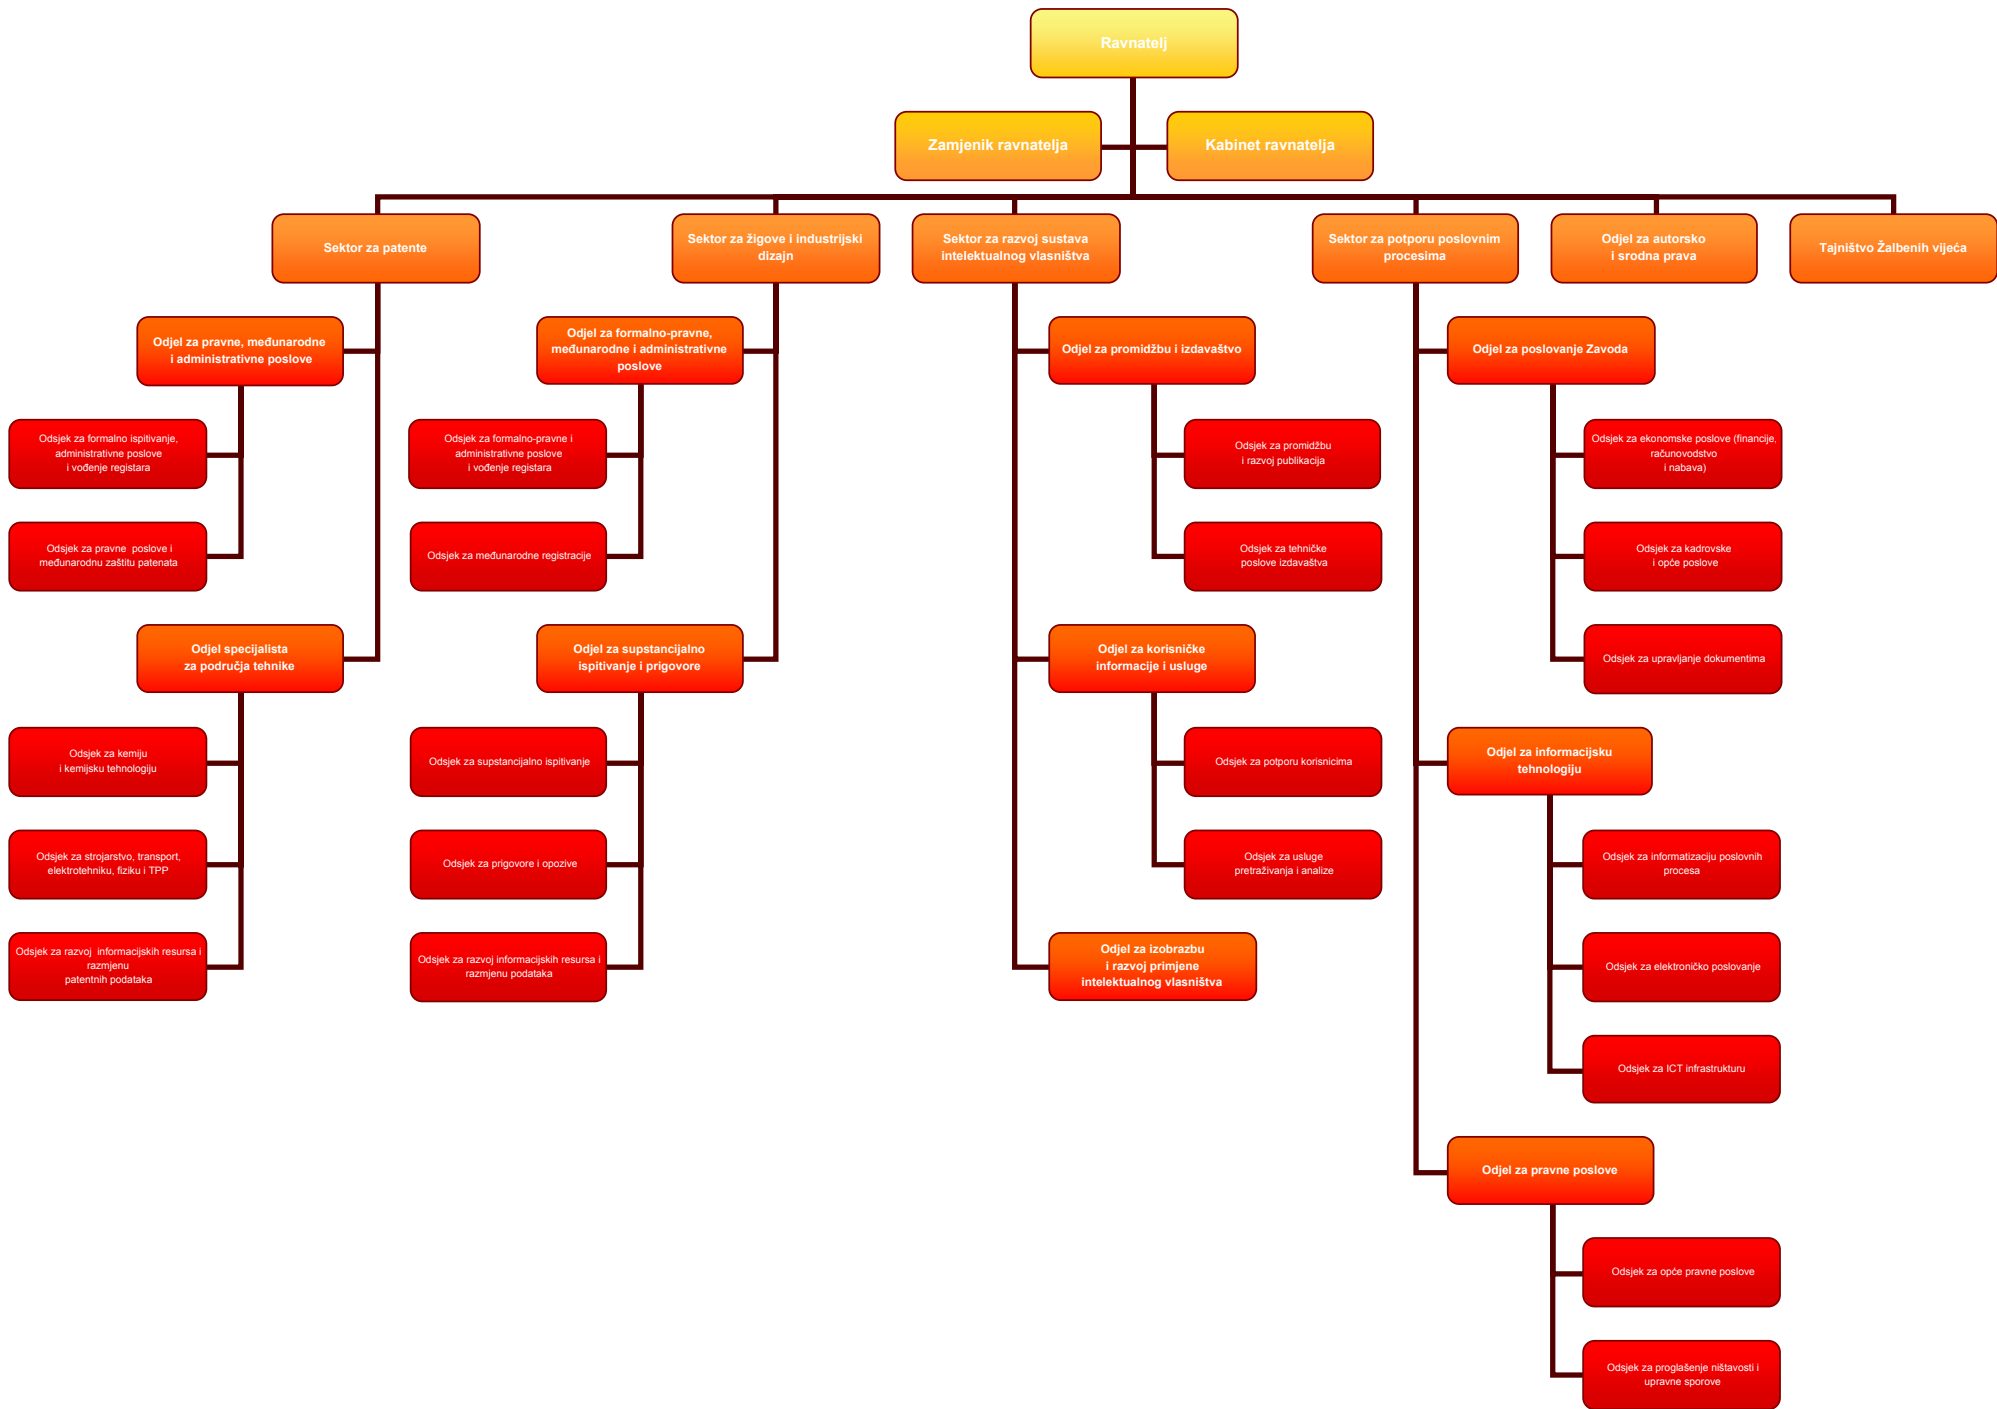 Ravnatelj
Zamjenik ravnatelja
Kabinet ravnatelja
Sektor za patente
Sektor za žigove i industrijski
dizajn
Sektor za razvoj sustava
intelektualnog vlasništva
Sektor za potporu poslovnim
procesima
Odjel za autorsko
i srodna prava
Tajništvo Žalbenih vijeća
Odjel za pravne, međunarodne
i administrativne poslove
Odjel za formalno-pravne,
međunarodne i administrativne
poslove
Odjel za promidžbu i izdavaštvo
Odjel za poslovanje Zavoda
Odsjek za formalno ispitivanje,
administrativne poslove
i vođenje registara
Odsjek za formalno-pravne i
administrativne poslove
i vođenje registara
Odsjek za promidžbu
i razvoj publikacija
Odsjek za ekonomske poslove (financije,
računovodstvo
i nabava)
Odsjek za pravne  poslove i
međunarodnu zaštitu patenata
Odsjek za međunarodne registracije
Odsjek za tehničke
poslove izdavaštva
Odsjek za kadrovske
i opće poslove
Odjel specijalista
za područja tehnike
Odjel za supstancijalno
ispitivanje i prigovore
Odjel za korisničke
informacije i usluge
Odsjek za upravljanje dokumentima
Odsjek za kemiju
i kemijsku tehnologiju
Odsjek za supstancijalno ispitivanje
Odsjek za potporu korisnicima
Odjel za informacijsku
tehnologiju
Odsjek za strojarstvo, transport,
elektrotehniku, fiziku i TPP
Odsjek za prigovore i opozive
Odsjek za usluge
pretraživanja i analize
Odsjek za informatizaciju poslovnih
procesa
Odsjek za razvoj  informacijskih resursa i
razmjenu
patentnih podataka
Odsjek za razvoj informacijskih resursa i
razmjenu podataka
Odjel za izobrazbu
i razvoj primjene
intelektualnog vlasništva
Odsjek za elektroničko poslovanje
Odsjek za ICT infrastrukturu
Odjel za pravne poslove
Odsjek za opće pravne poslove
Odsjek za proglašenje ništavosti i
upravne sporove